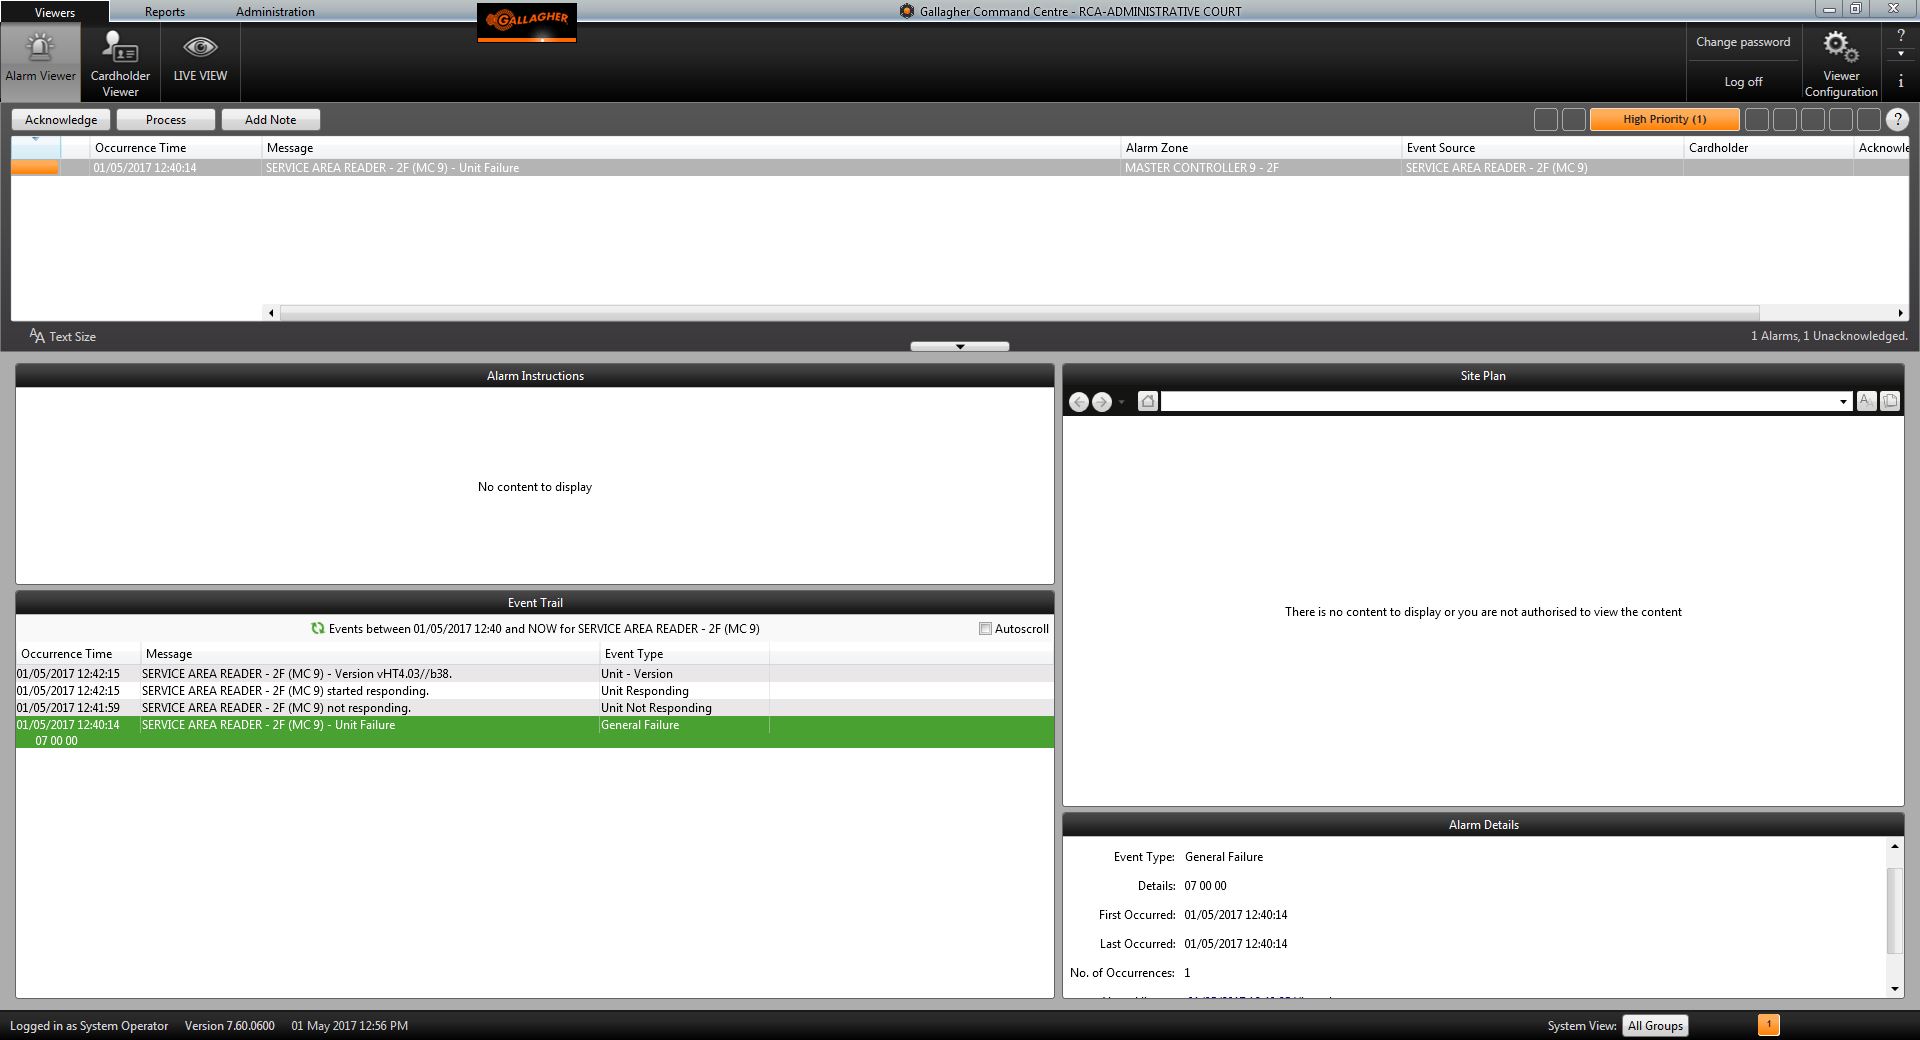 Viewers Reports Administration
GALLAGHER
Gallagher Command Centre - RCA-ADMINISTRATIVE COURT
Alarm Viewer
Cardholder Viewer
LIVE VIEW
Change password
Log off
Viewer Configuration
?
i
Acknowledge Process Add Note
High Priority (1)
?
Occurrence Time Message Alarm Zone Event Source Cardholder Acknowle
01/05/2017 12:40:14 SERVICE AREA READER - 2F (MC 9) - Unit Failure MASTER CONTROLLER 9 - 2F SERVICE AREA READER - 2F (MC 9)
AA Text Size
1 Alarms, 1 Unacknowledged.
Alarm Instructions
No content to display
Event Trail
Events between 01/05/2017 12:40 and NOW for SERVICE AREA READER - 2F (MC 9)
Autoscroll
Occurrence Time Message Event Type
01/05/2017 12:42:15 SERVICE AREA READER - 2F (MC 9) - Version vHT4.03//b38. Unit - Version
01/05/2017 12:42:15 SERVICE AREA READER - 2F (MC 9) started responding. Unit Responding
01/05/2017 12:41:59 SERVICE AREA READER - 2F (MC 9) not responding. Unit Not Responding
01/05/2017 12:40:14 SERVICE AREA READER - 2F (MC 9) - Unit Failure General Failure
07 00 00
Site Plan
There is no content to display or you are not authorised to view the content
Alarm Details
Event Type: General Failure
Details: 07 00 00
First Occurred: 01/05/2017 12:40:14
Last Occurred: 01/05/2017 12:40:14
No. of Occurrences: 1
Logged in as System Operator Version 7.60.0600 01 May 2017 12:56 PM
System View: All Groups 1